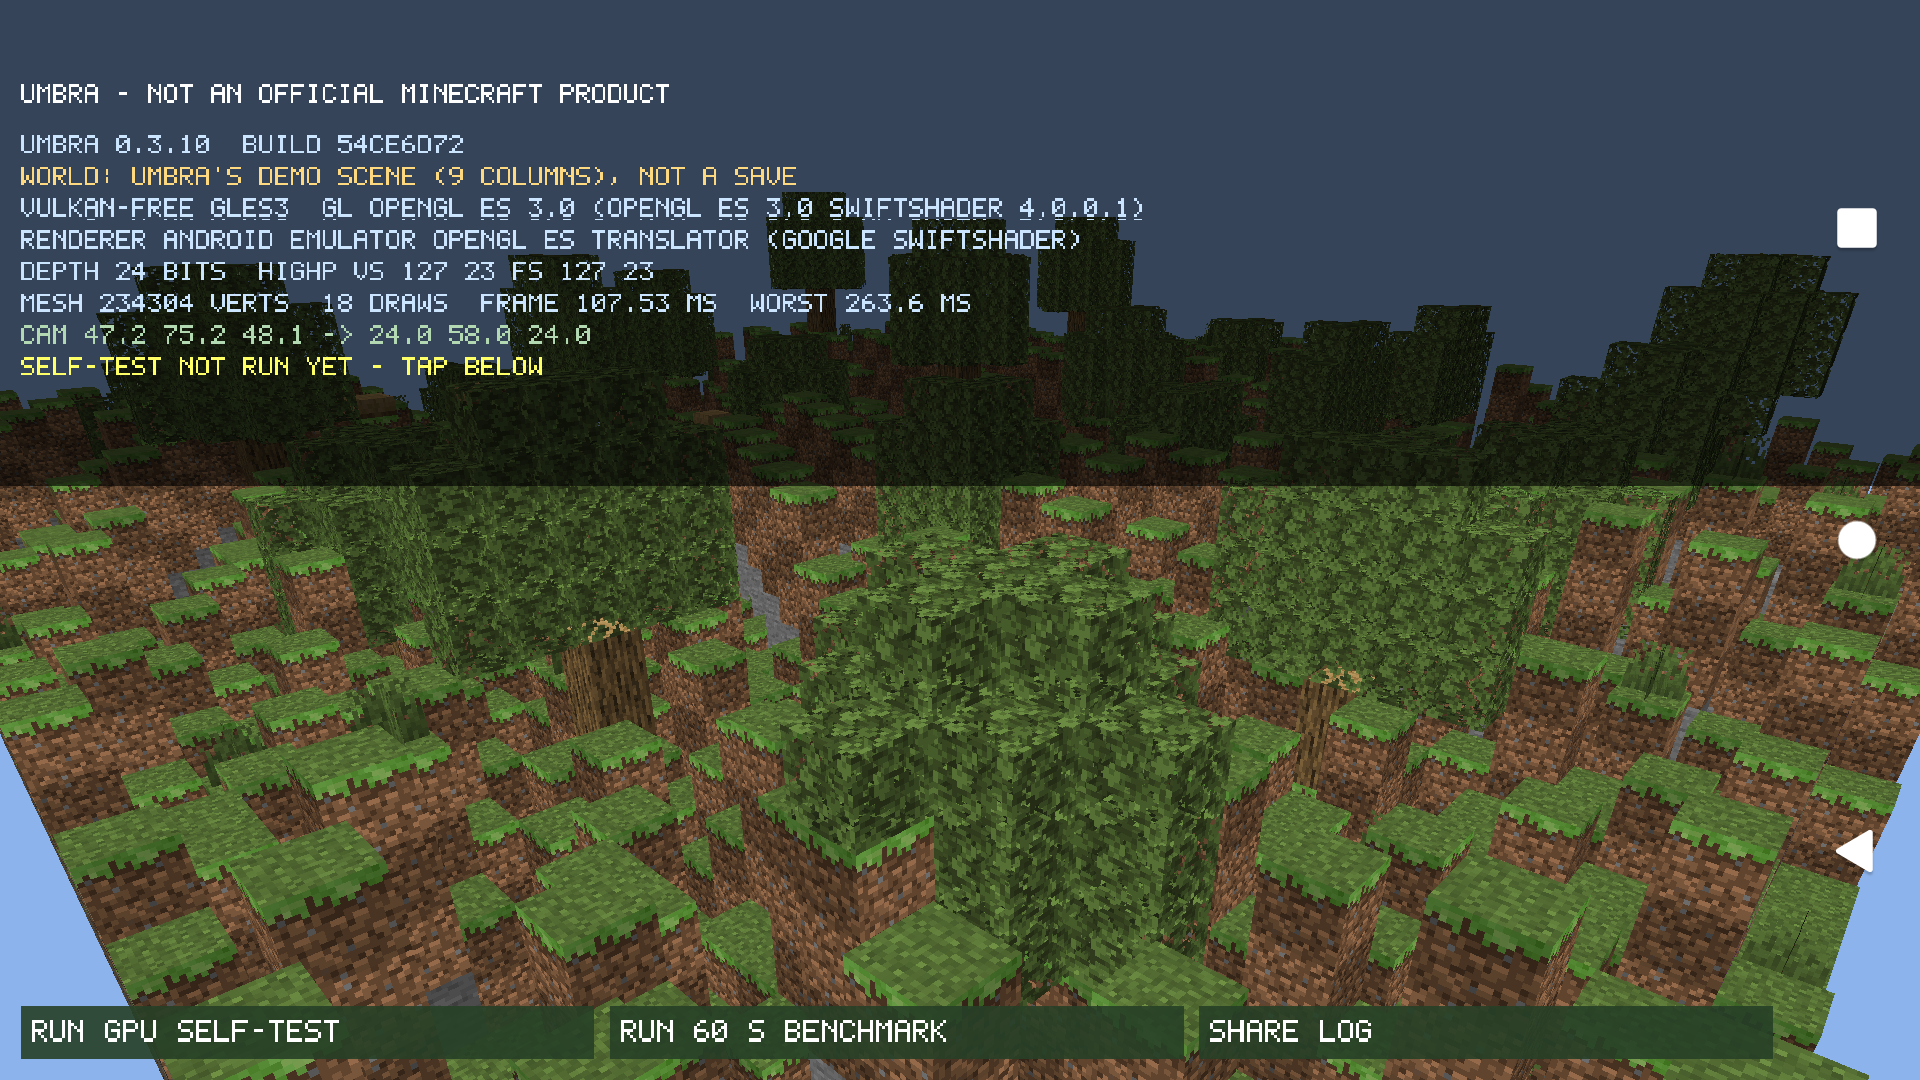 UMBRA - NOT AN OFFICIAL MINECRAFT PRODUCT
UMBRA 0.3.10 BUILD 54CE6D72
WORLD: UMBRA'S DEMO SCENE (9 COLUMNS), NOT A SAVE
VULKAN-FREE GLES3 GL OPENGL ES 3.0 (OPENGL ES 3.0 SWIFTSHADER 4.0.0.1)
RENDERER ANDROID EMULATOR OPENGL ES TRANSLATOR (GOOGLE SWIFTSHADER)
DEPTH 24 BITS HIGHP VS 127 23 FS 127 23
MESH 234304 VERTS 18 DRAWS FRAME 107.53 MS WORST 263.6 MS
CAM 47.2 75.2 48.1 -> 24.0 58.0 24.0
SELF-TEST NOT RUN YET - TAP BELOW
RUN GPU SELF-TEST
RUN 60 S BENCHMARK
SHARE LOG